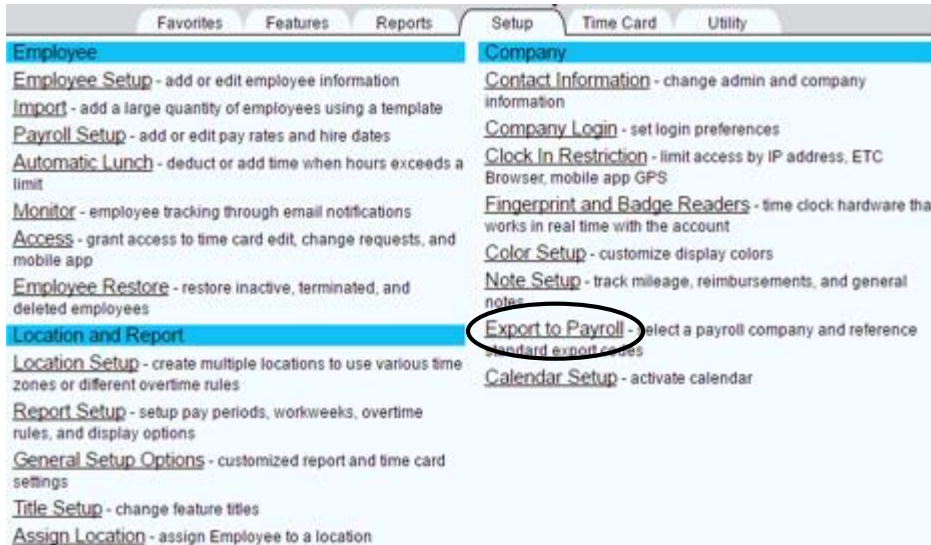 Favorites Features Reports Setup Time Card Utility
Employee
Employee Setup - add or edit employee information
Import - add a large quantity of employees using a template
Payroll Setup - add or edit pay rates and hire dates
Automatic Lunch - deduct or add time when hours exceeds a
limit
Monitor - employee tracking through email notifications
Access - grant access to time card edit, change requests, and
mobile app
Employee Restore - restore inactive, terminated, and
deleted employees
Location and Report
Location Setup - create multiple locations to use various time
zones or different overtime rules
Report Setup - setup pay periods, workweeks, overtime
rules, and display options
General Setup Options - customized report and time card
settings
Title Setup - change feature titles
Assign Location - assign Employee to a location
Company
Contact Information - change admin and company
information
Company Login - set login preferences
Clock In Restriction - limit access by IP address, ETC
Browser, mobile app GPS
Fingerprint and Badge Readers - time clock hardware tha
works in real time with the account
Color Setup - customize display colors
Note Setup - track mileage, reimbursements, and general
notes
Export to Payroll - select a payroll company and reference
standard export codes
Calendar Setup - activate calendar